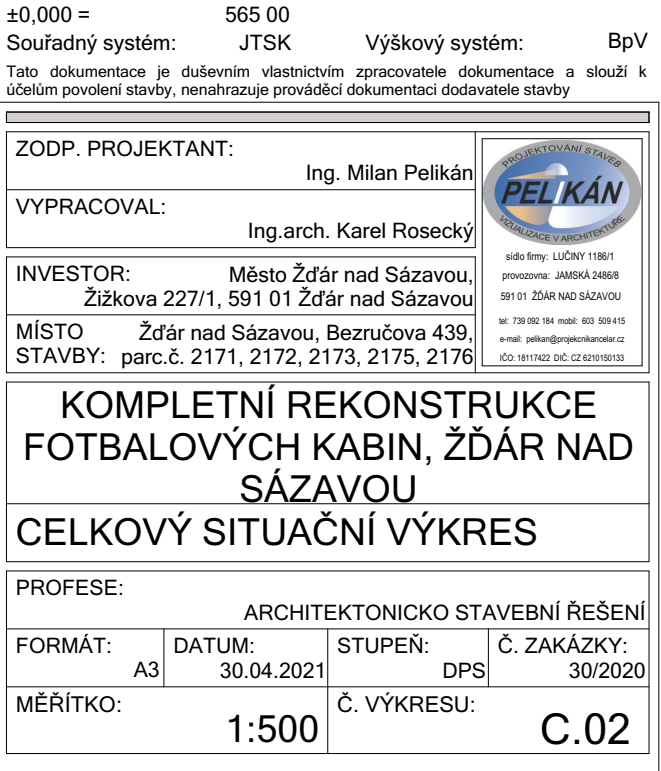 ±0,000 = 565 00
Souřadný systém: JTSK Výškový systém: BpV
Tato dokumentace je duševním vlastnictvím zpracovatele dokumentace a slouží k
účelům povolení stavby, nenahrazuje prováděcí dokumentaci dodavatele stavby
ZODP. PROJEKTANT:
Ing. Milan Pelikán
VYPRACOVAL:
Ing.arch. Karel Rosecký
PROJEKTOVÁNÍ STAVEB
PELIKÁN
VIZUALIZACE V ARCHITEKTUŘE
sídlo firmy: LUČINY 1186/1
provozovna: JAMSKÁ 2486/8
591 01 ŽĎÁR NAD SÁZAVOU
tel: 739 092 184 mobil: 603 509 415
e-mail: pelikan@projekcnikancelar.cz
IČO: 18117422 DIČ: CZ 6210150133
INVESTOR: Město Žďár nad Sázavou,
Žižkova 227/1, 591 01 Žďár nad Sázavou
MÍSTO Žďár nad Sázavou, Bezručova 439,
STAVBY: parc.č. 2171, 2172, 2173, 2175, 2176
KOMPLETNÍ REKONSTRUKCE
FOTBALOVÝCH KABIN, ŽĎÁR NAD
SÁZAVOU
CELKOVÝ SITUAČNÍ VÝKRES
PROFESE:
ARCHITEKTONICKO STAVEBNÍ ŘEŠENÍ
FORMÁT: DATUM: STUPEŇ: Č. ZAKÁZKY:
A3 30.04.2021 DPS 30/2020
MĚŘÍTKO: Č. VÝKRESU:
1:500 C.02